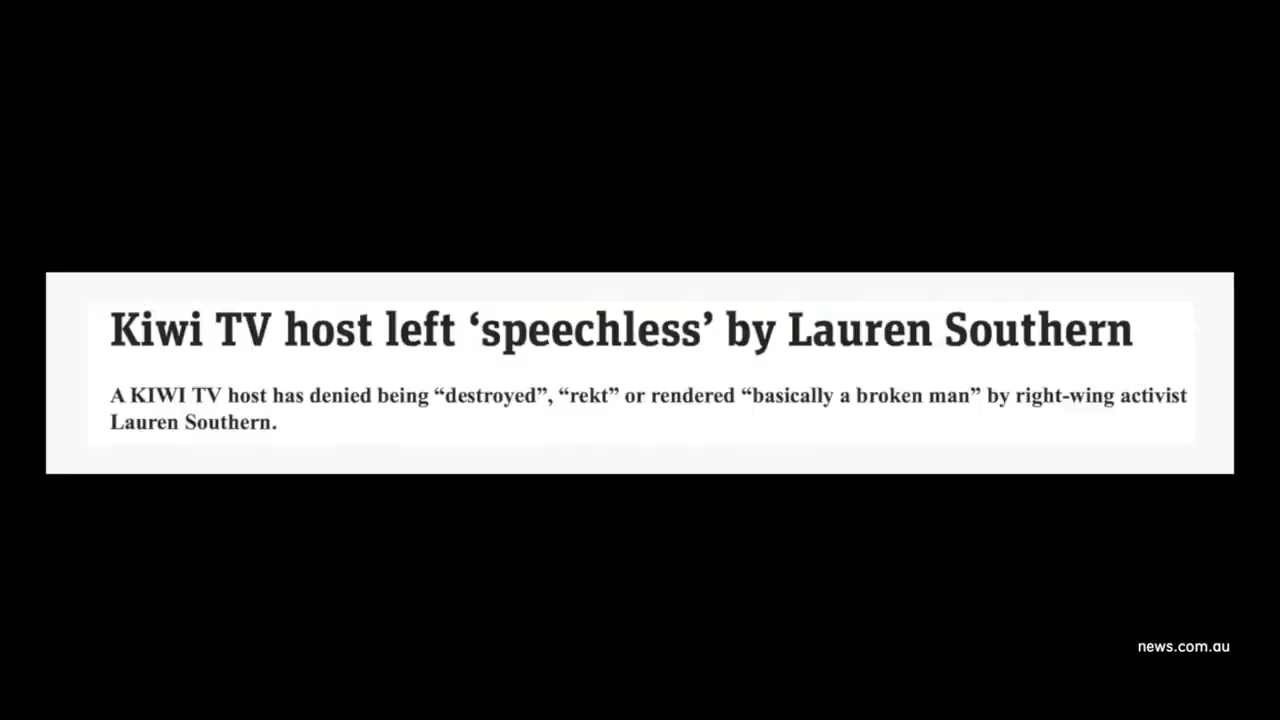 Kiwi TV host left ‘speechless’ by Lauren Southern
A KIWI TV host has denied being “destroyed”, “rekt” or rendered “basically a broken man” by right-wing activist
Lauren Southern.
news.com.au